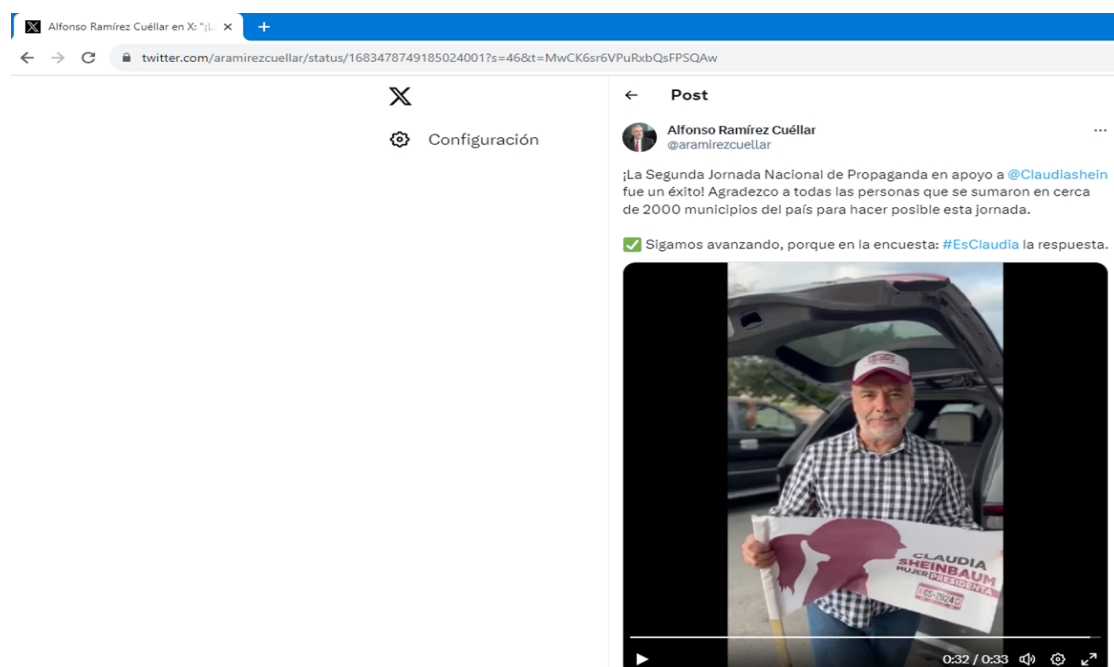 Alfonso Ramírez Cuéllar en X: "¡L
twitter.com/aramirezcuellar/status/1683478749185024001?s=46&t=MwCK6sr6VPuRxbQsFPSQAw
Configuración
Post
Alfonso Ramírez Cuéllar
@aramirezcuellar
¡La Segunda Jornada Nacional de Propaganda en apoyo a @Claudiashein
fue un éxito! Agradezco a todas las personas que se sumaron en cerca
de 2000 municipios del país para hacer posible esta jornada.
✅ Sigamos avanzando, porque en la encuesta: #EsClaudia la respuesta.
CLAUDIA
SHEINBAUM
MUJER PRESIDENTA
0:32 / 0:33